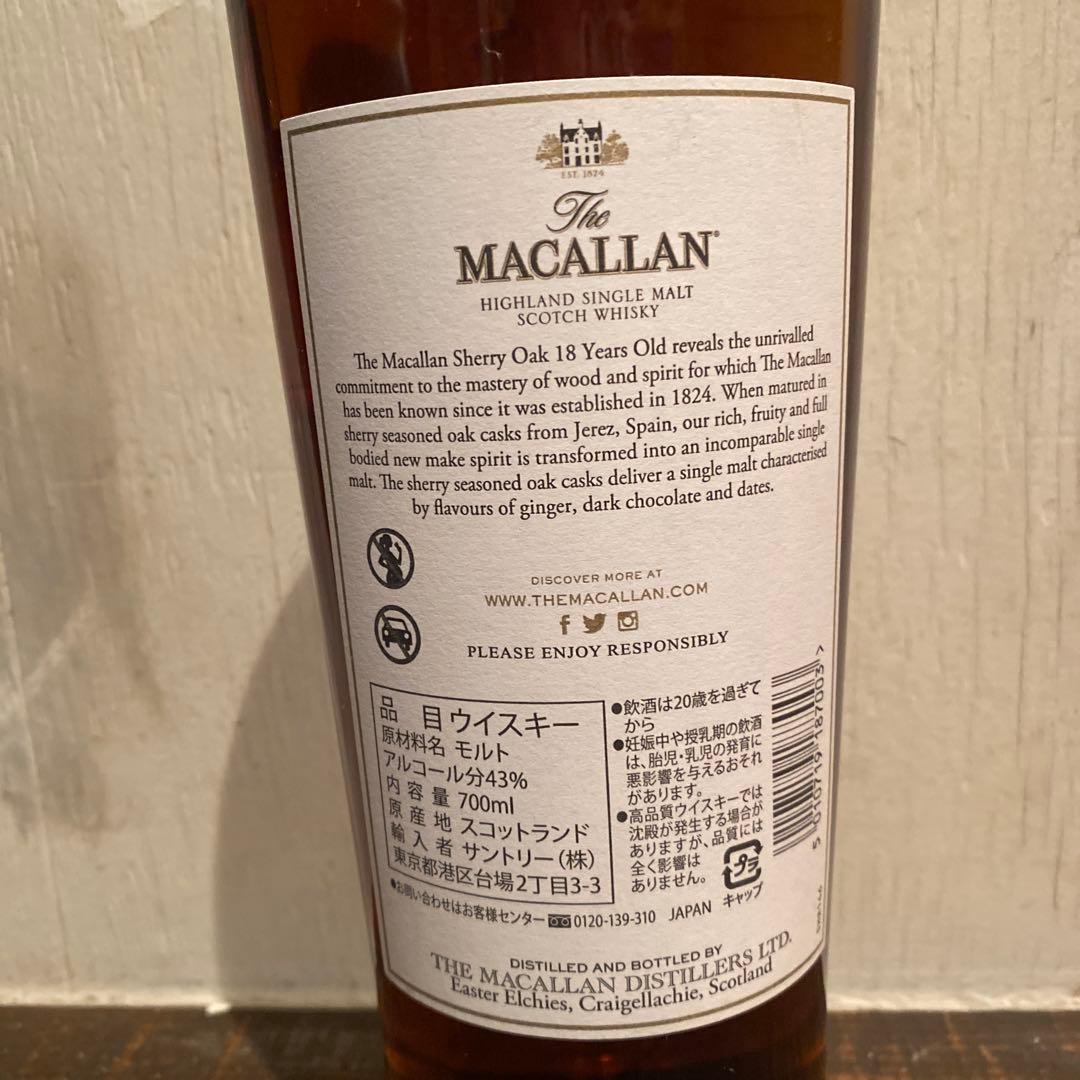 EST. 1824
The
MACALLAN®
HIGHLAND SINGLE MALT
SCOTCH WHISKY
The Macallan Sherry Oak 18 Years Old reveals the unrivalled
commitment to the mastery of wood and spirit for which The Macallan
has been known since it was established in 1824. When matured in
sherry seasoned oak casks from Jerez, Spain, our rich, fruity and full
bodied new make spirit is transformed into an incomparable single
malt. The sherry seasoned oak casks deliver a single malt characterised
by flavours of ginger, dark chocolate and dates.
DISCOVER MORE AT
WWW.THEMACALLAN.COM
PLEASE ENJOY RESPONSIBLY
品 目 ウイスキー
原材料名 モルト
アルコール分43%
内 容 量 700ml
原 産 地 スコットランド
輸 入 者 サントリー(株)
東京都港区台場2丁目3-3
●飲酒は20歳を過ぎて
から
●妊娠中や授乳期の飲酒
は、胎児・乳児の発育に
悪影響を与えるおそれ
があります。
●高品質ウイスキーでは
沈殿が発生する場合が
ありますが、品質には
全く影響は
ありません。
プラ
キャップ
5 010719 187003 >
●お問い合わせはお客様センター 0120-139-310 JAPAN
DISTILLED AND BOTTLED BY
THE MACALLAN DISTILLERS LTD.
Easter Elchies, Craigellachie, Scotland